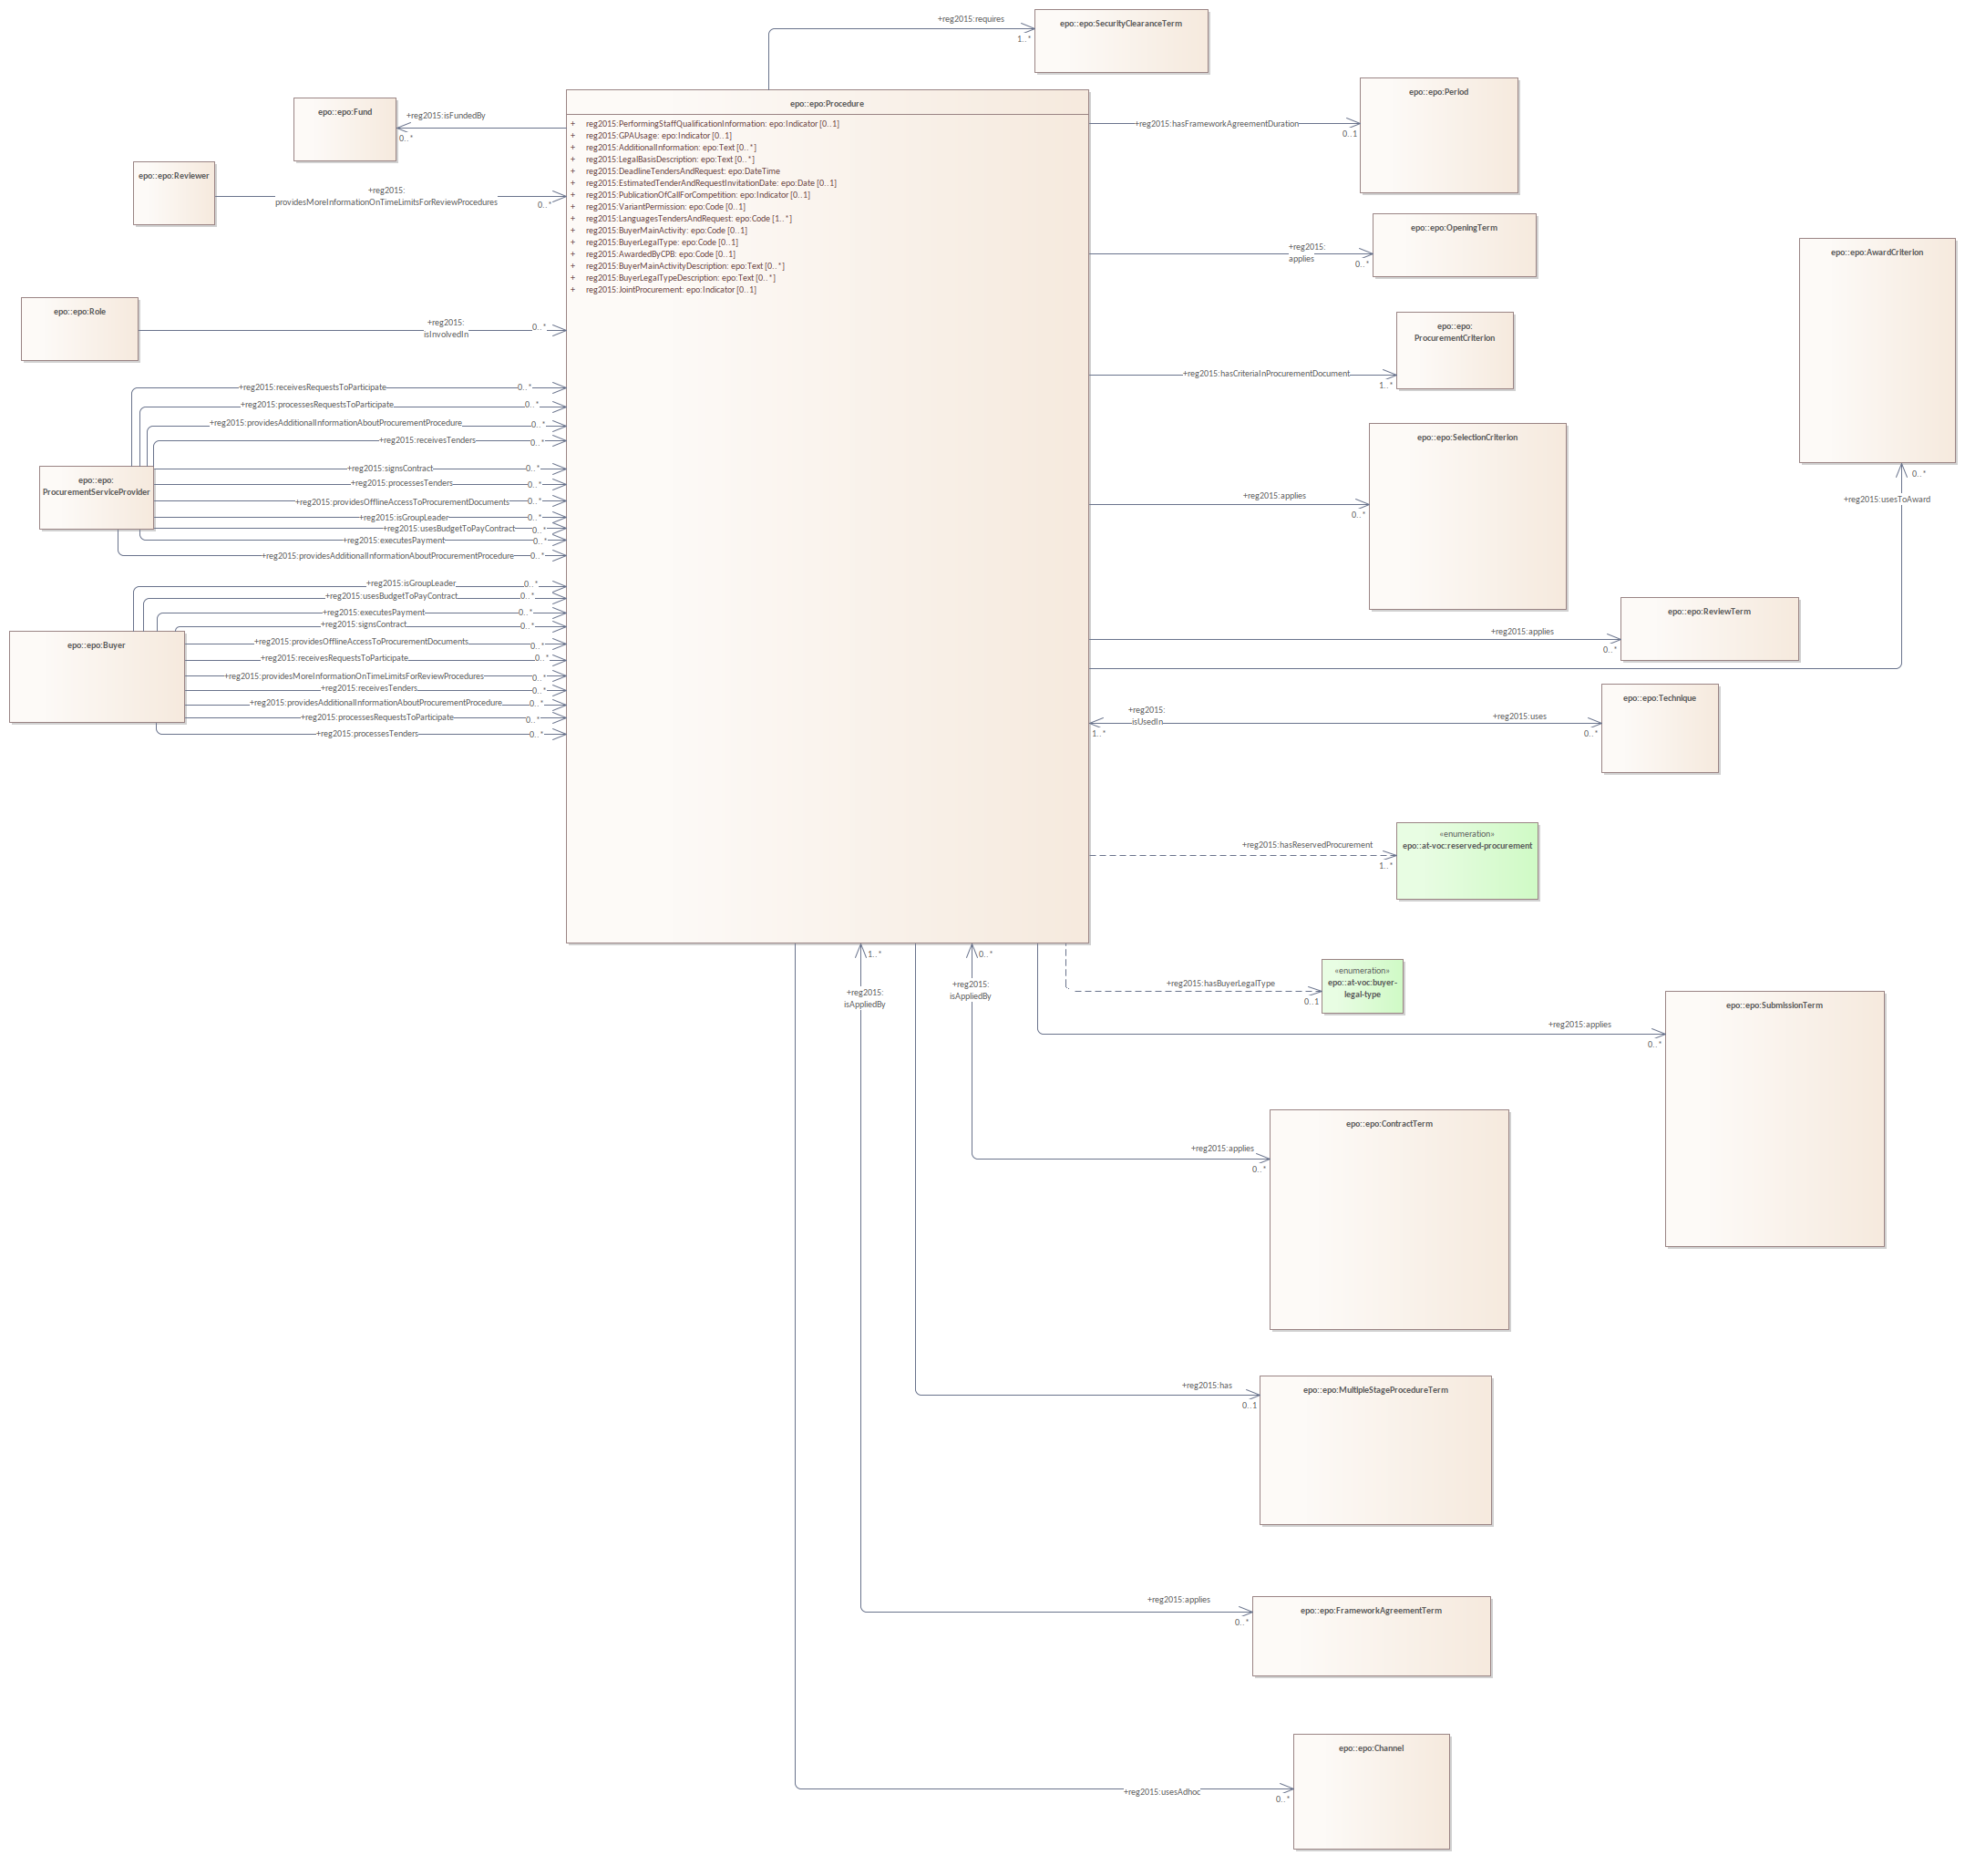 +reg2015:requires
1..*
epo::epo:SecurityClearanceTerm
epo::epo:Fund
+reg2015:isFundedBy
0..*
epo::epo:Reviewer
+reg2015:
providesMoreInformationOnTimeLimitsForReviewProcedures
0..*
epo::epo:Role
+reg2015:
isInvolvedIn
0..*
epo::epo:Procedure
+ reg2015:PerformingStaffQualificationInformation: epo:Indicator [0..1]
+ reg2015:GPAUsage: epo:Indicator [0..1]
+ reg2015:AdditionalInformation: epo:Text [0..*]
+ reg2015:LegalBasisDescription: epo:Text [0..*]
+ reg2015:DeadlineTendersAndRequest: epo:DateTime
+ reg2015:EstimatedTenderAndRequestInvitationDate: epo:Date [0..1]
+ reg2015:PublicationOfCallForCompetition: epo:Indicator [0..1]
+ reg2015:VariantPermission: epo:Code [0..1]
+ reg2015:LanguagesTendersAndRequest: epo:Code [1..*]
+ reg2015:BuyerMainActivity: epo:Code [0..1]
+ reg2015:BuyerLegalType: epo:Code [0..1]
+ reg2015:AwardedByCPB: epo:Code [0..1]
+ reg2015:BuyerMainActivityDescription: epo:Text [0..*]
+ reg2015:BuyerLegalTypeDescription: epo:Text [0..*]
+ reg2015:JointProcurement: epo:Indicator [0..1]
+reg2015:receivesRequestsToParticipate 0..*
+reg2015:processesRequestsToParticipate 0..*
+reg2015:providesAdditionalInformationAboutProcurementProcedure 0..*
+reg2015:receivesTenders 0..*
epo::epo:
ProcurementServiceProvider
+reg2015:signsContract 0..*
+reg2015:processesTenders 0..*
+reg2015:providesOfflineAccessToProcurementDocuments 0..*
+reg2015:isGroupLeader 0..*
+reg2015:usesBudgetToPayContract 0..*
+reg2015:executesPayment 0..*
+reg2015:providesAdditionalInformationAboutProcurementProcedure 0..*
+reg2015:isGroupLeader 0..*
+reg2015:usesBudgetToPayContract 0..*
+reg2015:executesPayment 0..*
+reg2015:signsContract 0..*
epo::epo:Buyer
+reg2015:providesOfflineAccessToProcurementDocuments 0..*
+reg2015:receivesRequestsToParticipate 0..*
+reg2015:providesMoreInformationOnTimeLimitsForReviewProcedures 0..*
+reg2015:receivesTenders 0..*
+reg2015:providesAdditionalInformationAboutProcurementProcedure 0..*
+reg2015:processesRequestsToParticipate 0..*
+reg2015:processesTenders 0..*
+reg2015:hasFrameworkAgreementDuration
0..1
epo::epo:Period
+reg2015:
applies
0..*
epo::epo:OpeningTerm
epo::epo:AwardCriterion
0..*
+reg2015:usesToAward
+reg2015:hasCriteriaInProcurementDocument
1..*
epo::epo:
ProcurementCriterion
+reg2015:applies
0..*
epo::epo:SelectionCriterion
+reg2015:applies
0..*
epo::epo:ReviewTerm
+reg2015:
isUsedIn
1..*
+reg2015:uses
0..*
epo::epo:Technique
+reg2015:hasReservedProcurement
1..*
«enumeration»
epo::at-voc:reserved-procurement
1..*
+reg2015:
isAppliedBy
0..*
+reg2015:
isAppliedBy
+reg2015:hasBuyerLegalType
0..1
«enumeration»
epo::at-voc:buyer-
legal-type
+reg2015:applies
0..*
epo::epo:SubmissionTerm
+reg2015:applies
0..*
epo::epo:ContractTerm
+reg2015:has
0..1
epo::epo:MultipleStageProcedureTerm
+reg2015:applies
0..*
epo::epo:FrameworkAgreementTerm
+reg2015:usesAdhoc
0..*
epo::epo:Channel